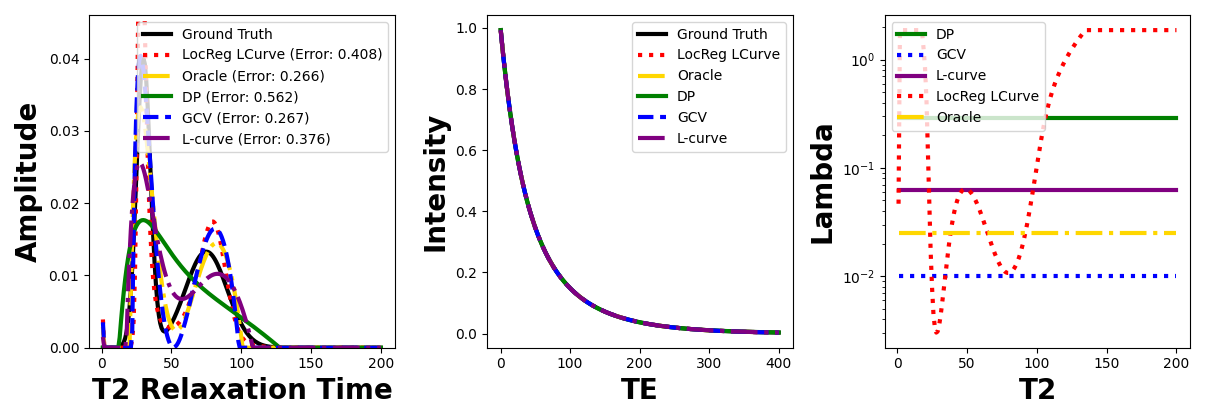 Amplitude
0.04
0.03
0.02
0.01
0.00
0
50
100
150
200
T2 Relaxation Time
Ground Truth
LocReg LCurve (Error: 0.408)
Oracle (Error: 0.266)
DP (Error: 0.562)
GCV (Error: 0.267)
L-curve (Error: 0.376)
Intensity
1.0
0.8
0.6
0.4
0.2
0.0
0
100
200
300
400
TE
Ground Truth
LocReg LCurve
Oracle
DP
GCV
L-curve
Lambda
10⁰
10⁻¹
10⁻²
0
50
100
150
200
T2
DP
GCV
L-curve
LocReg LCurve
Oracle